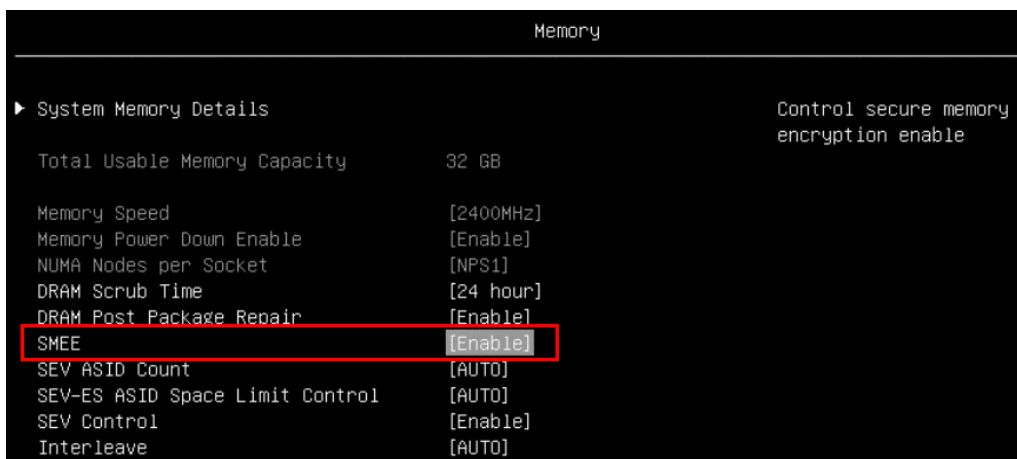 Memory
System Memory Details
Control secure memory
encryption enable
Total Usable Memory Capacity 32 GB
Memory Speed [2400MHz]
Memory Power Down Enable [Enable]
NUMA Nodes per Socket [NPS1]
DRAM Scrub Time [24 hour]
DRAM Post Package Repair [Enable]
SMEE [Enable]
SEV ASID Count [AUTO]
SEV-ES ASID Space Limit Control [AUTO]
SEV Control [Enable]
Interleave [AUTO]